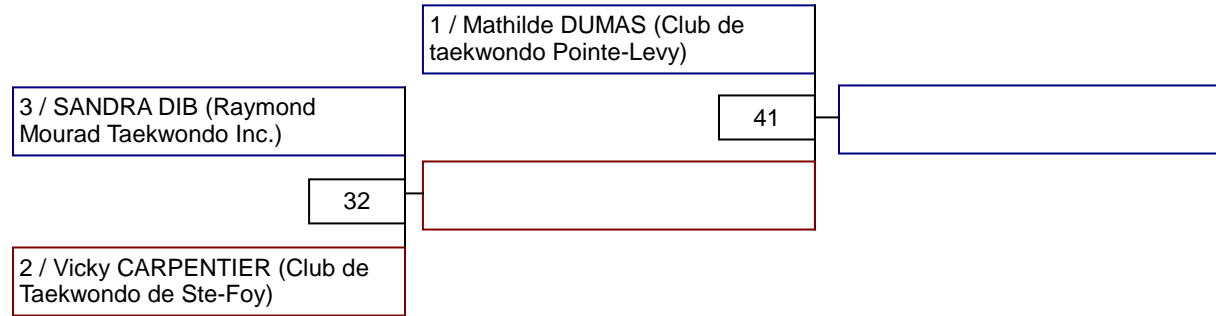 1 / Mathilde DUMAS (Club de
taekwondo Pointe-Levy)
3 / SANDRA DIB (Raymond
Mourad Taekwondo Inc.)
41
32
2 / Vicky CARPENTIER (Club de
Taekwondo de Ste-Foy)